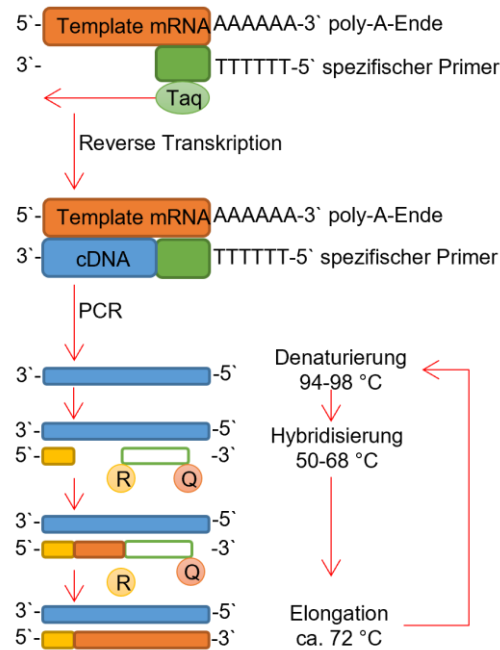 5`- Template mRNA AAAAAA-3` poly-A-Ende
3`- TTTTTT-5` spezifischer Primer
Taq
Reverse Transkription
5`- Template mRNA AAAAAA-3` poly-A-Ende
3`- cDNA TTTTTT-5` spezifischer Primer
PCR
3`- -5`
3`- -5`
5`- -3`
R Q
3`- -5`
5`- -3`
R Q
3`- -5`
5`- -3`
Denaturierung
94-98 °C
Hybridisierung
50-68 °C
Elongation
ca. 72 °C